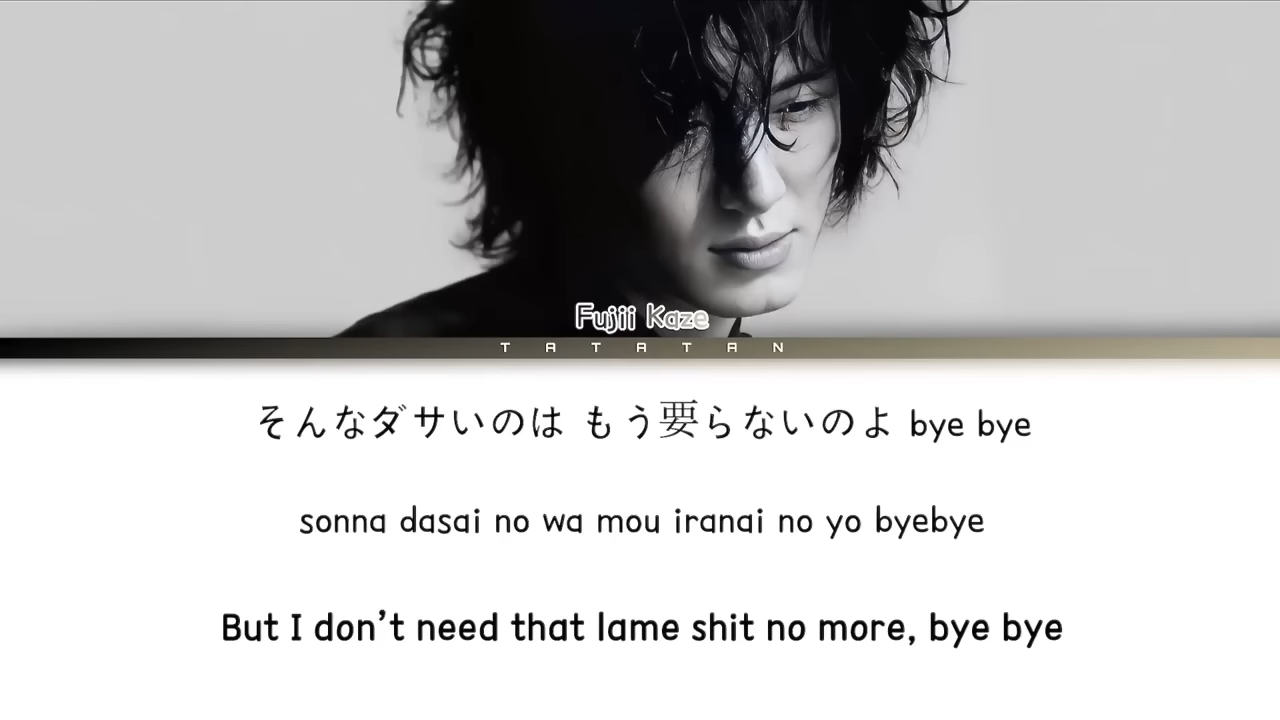 Fujii Kaze
TATATAN
そんなダサいのは もう要らないのよ bye bye
sonna dasai no wa mou iranai no yo byebye
But I don’t need that lame shit no more, bye bye